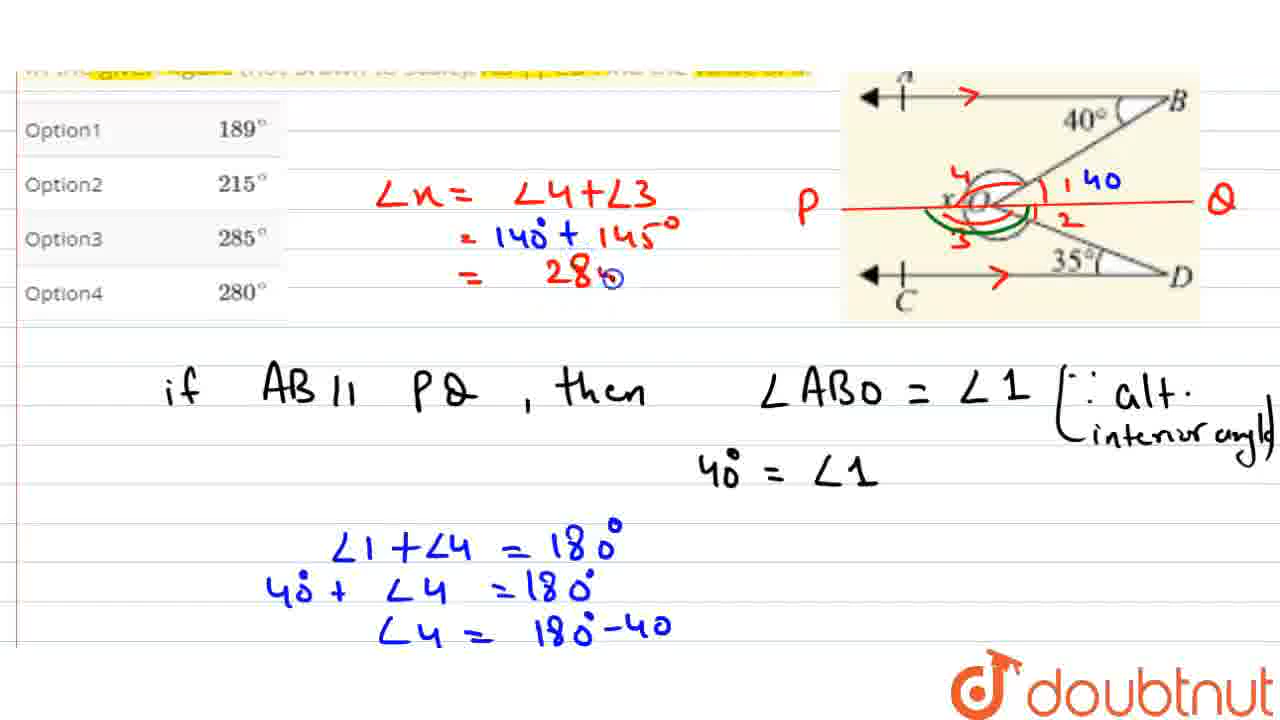 Option1 189°
Option2 215°
Option3 285°
Option4 280°
B
40°
4
1 40
P
x O
Q
3
2
35°
C
D
∠x = ∠4+∠3
= 140° + 145°
= 28
if AB || PQ , then ∠ABO = ∠1 (∵ alt. interior angle)
40° = ∠1
∠1 + ∠4 = 180°
40° + ∠4 = 180°
∠4 = 180° - 40
doubtnut